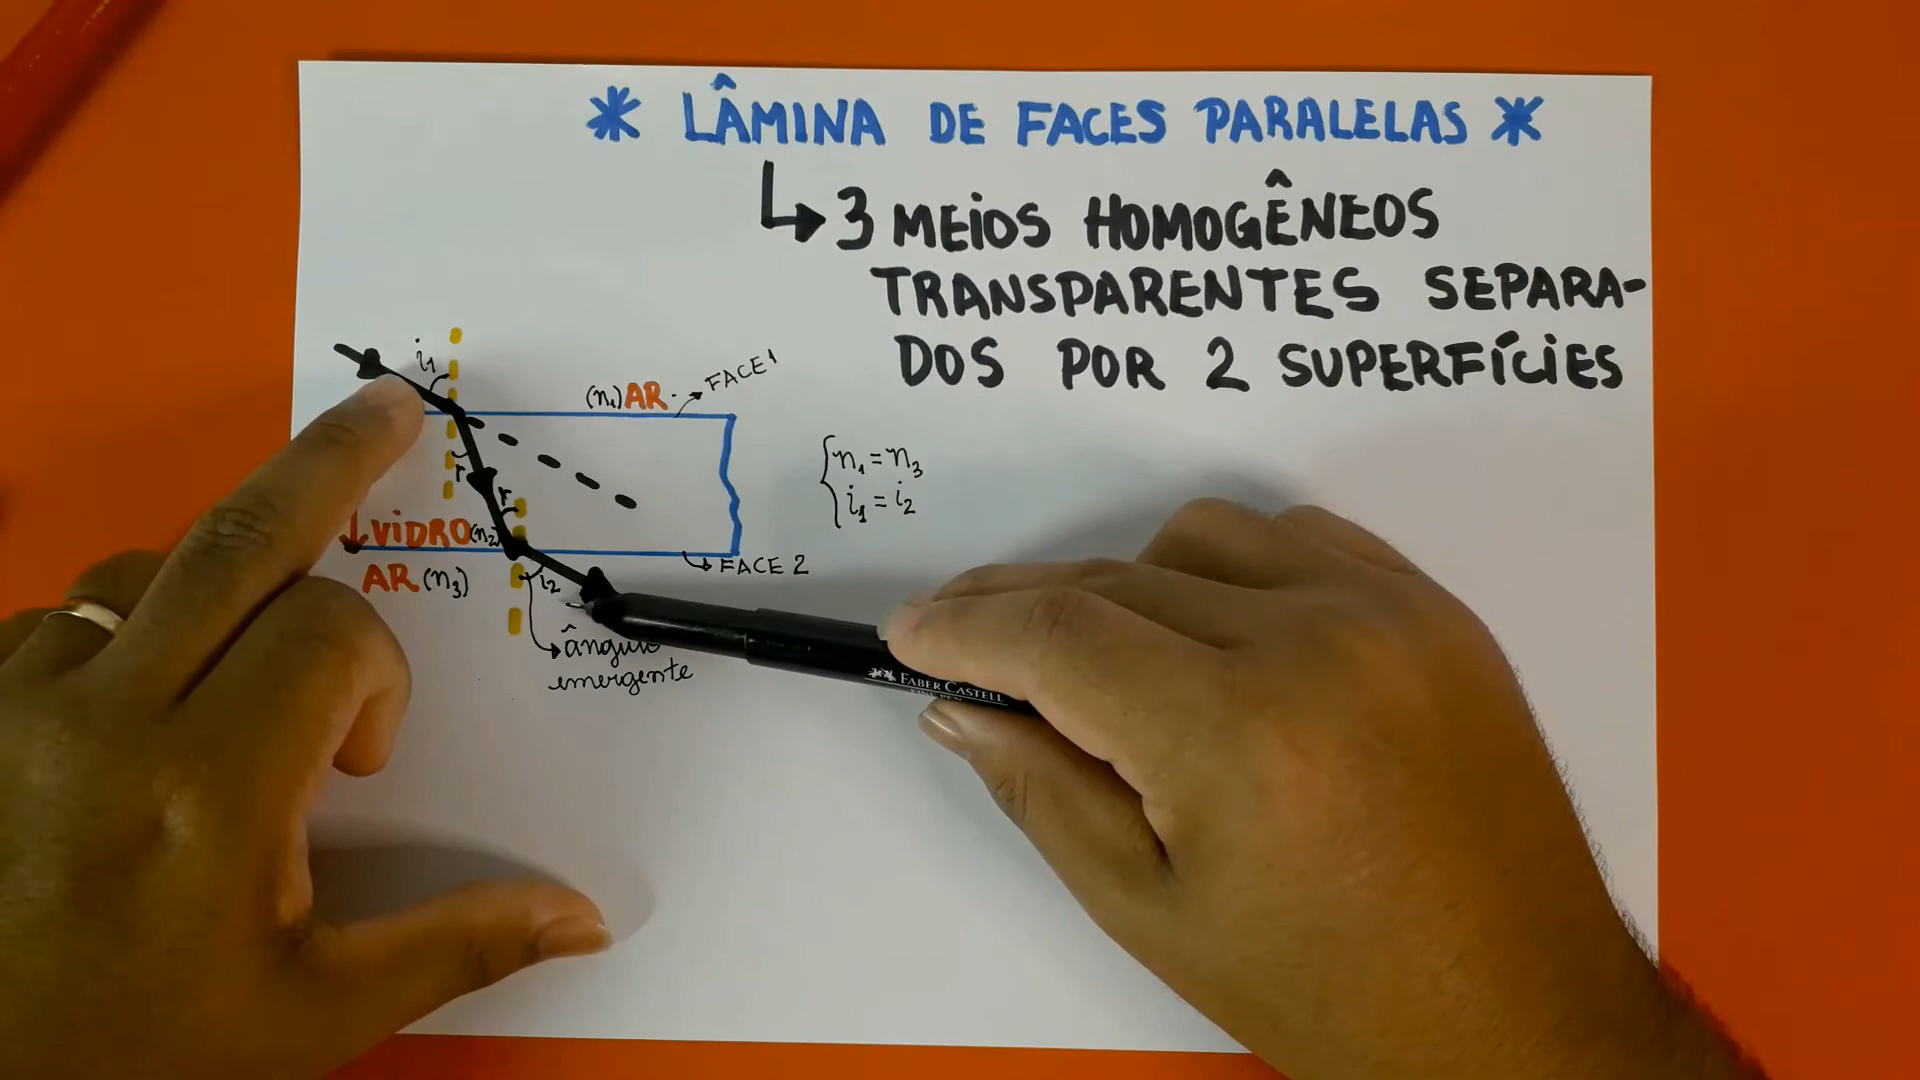 * LÂMINA DE FACES PARALELAS *
↳ 3 MEIOS HOMOGÊNEOS
TRANSPARENTES SEPARA-
DOS POR 2 SUPERFÍCIES
i₁
(n₁) AR
FACE 1
r
r
VIDRO (n₂)
AR (n₃)
i₂
FACE 2
ângulo
emergente
n₁ = n₃
i₁ = i₂
FABER CASTELL